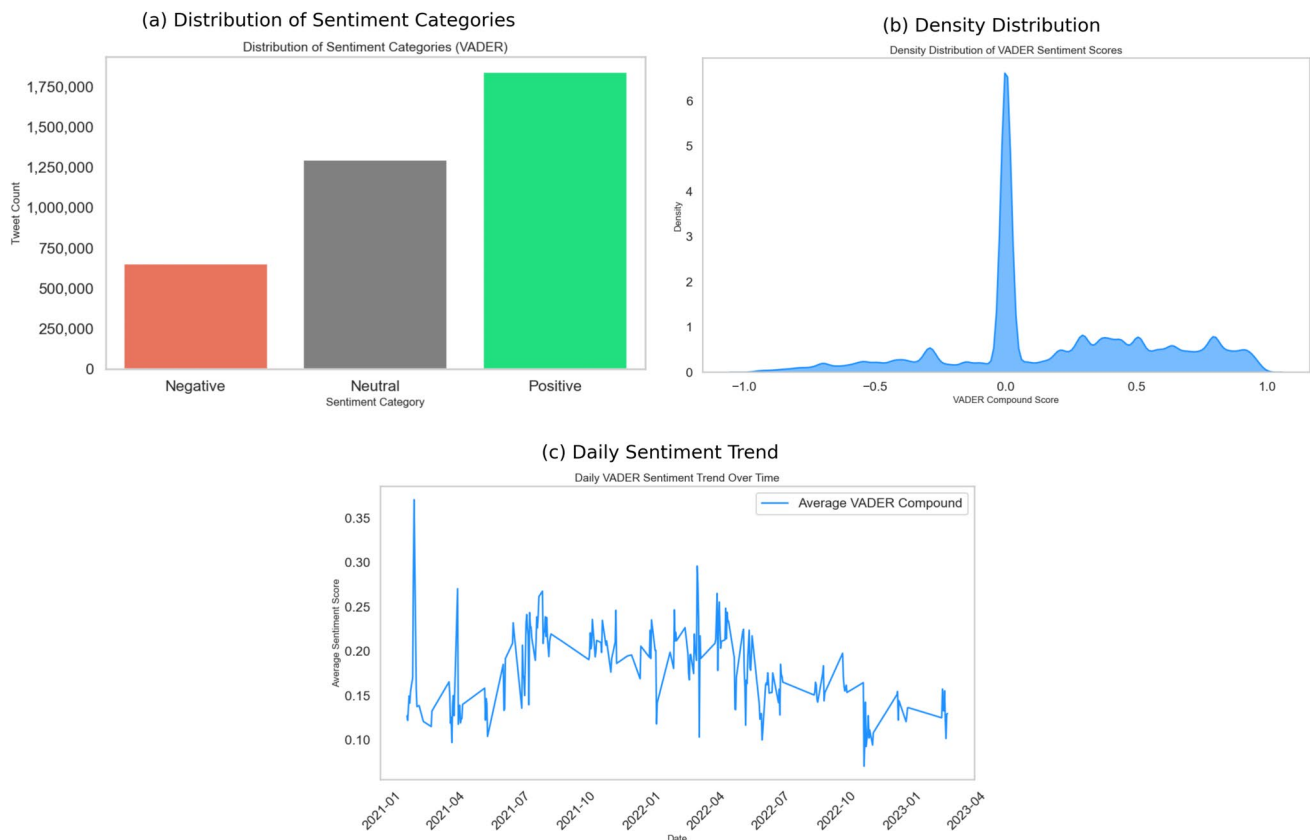 (a) Distribution of Sentiment Categories
Distribution of Sentiment Categories (VADER)
1,750,000
1,500,000
1,250,000
1,000,000
750,000
500,000
250,000
0
Tweet Count
Negative
Neutral
Positive
Sentiment Category
(b) Density Distribution
Density Distribution of VADER Sentiment Scores
6
5
4
3
2
1
0
Density
−1.0
−0.5
0.0
0.5
1.0
VADER Compound Score
(c) Daily Sentiment Trend
Daily VADER Sentiment Trend Over Time
Average VADER Compound
0.35
0.30
0.25
0.20
0.15
0.10
Average Sentiment Score
2021-01
2021-04
2021-07
2021-10
2022-01
2022-04
2022-07
2022-10
2023-01
2023-04
Date